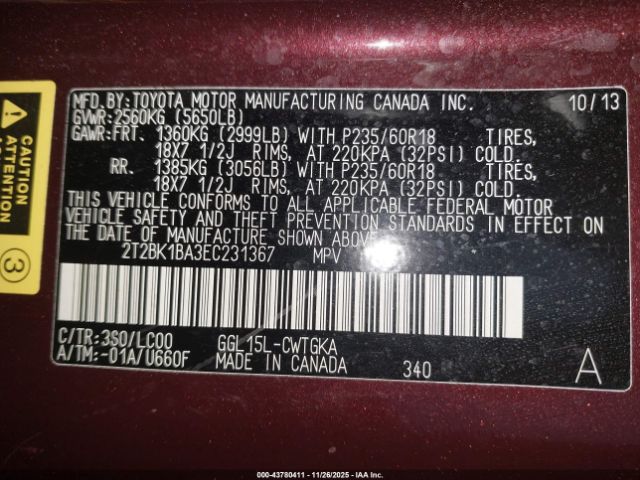 MFD.BY:TOYOTA MOTOR MANUFACTURING CANADA INC. 10/13
GVWR:2560KG (5650LB)
GAWR:FRT. 1360KG (2999LB) WITH P235/60R18 TIRES,
18X7 1/2J RIMS, AT 220KPA (32PSI) COLD.
RR. 1385KG (3056LB) WITH P235/60R18 TIRES,
18X7 1/2J RIMS, AT 220KPA (32PSI) COLD.
THIS VEHICLE CONFORMS TO ALL APPLICABLE FEDERAL MOTOR
VEHICLE SAFETY AND THEFT PREVENTION STANDARDS IN EFFECT ON
THE DATE OF MANUFACTURE SHOWN ABOVE.
2T2BK1BA3EC231367 MPV
C/TR:3S0/LC00 GGL15L-CWTGKA
A/TM:-01A/U660F MADE IN CANADA 340 A
CAUTION
ATTENTION
3
000-43780411 - 11/26/2025 - IAA Inc.